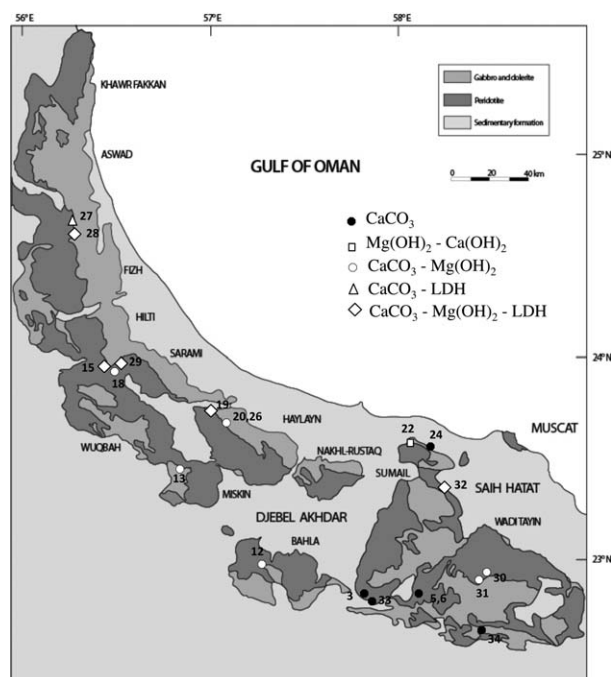 56°E 57°E 58°E
KHAWR FAKKAN
Gabbro and dolerite
Peridotite
Sedimentary formation
ASWAD
25°N
GULF OF OMAN
0 20 40 km
27
28
CaCO₃
Mg(OH)₂ - Ca(OH)₂
CaCO₃ - Mg(OH)₂
CaCO₃ - LDH
CaCO₃ - Mg(OH)₂ - LDH
FIZH
HILTI
SARAMI
24°N
15 29
18
19
20,26
HAYLAYN
22 24
MUSCAT
WUQBAH
NAKHL-RUSTAQ
SUMAIL
13
MISKIN
32
SAIH HATAT
DJEBEL AKHDAR
WADI TAYIN
BAHLA
12
23°N
30
31
3 33 5,6
34